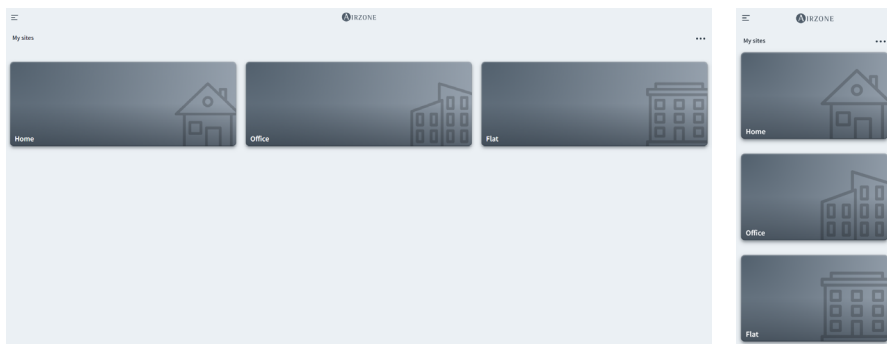 AIRZONE
My sites
Home
Office
Flat
AIRZONE
My sites
Home
Office
Flat